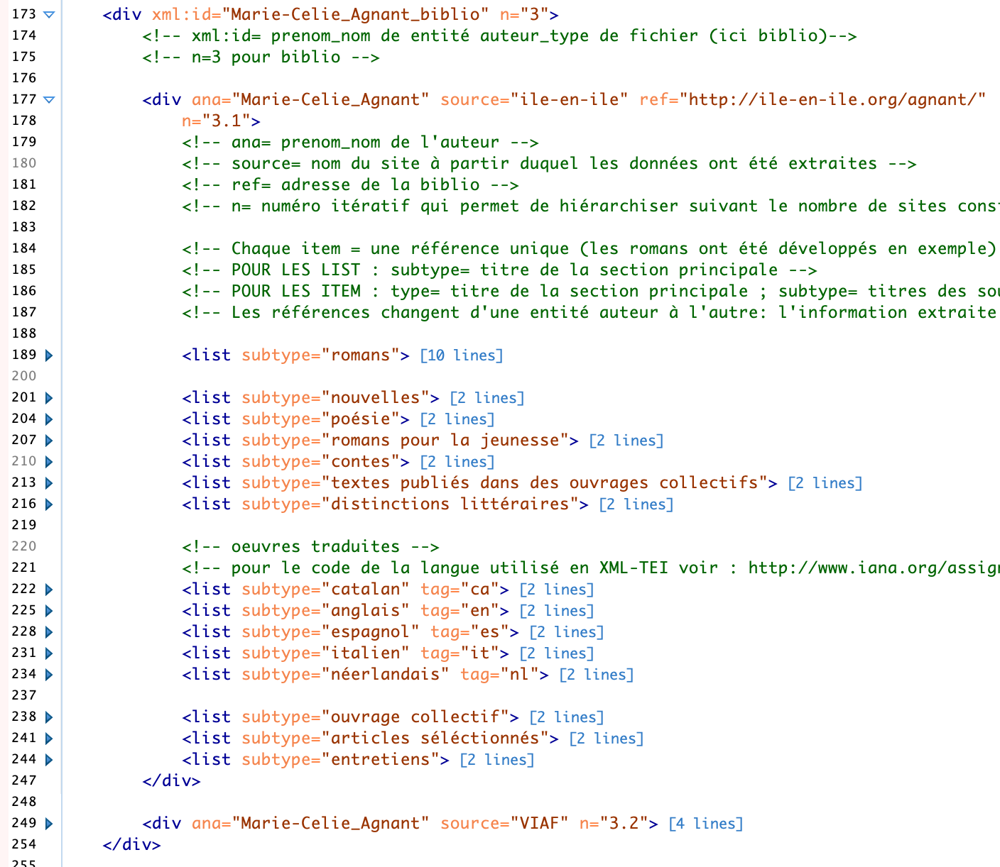 173 <div xml:id="Marie-Celie_Agnant_biblio" n="3">
174 <!-- xml:id= prenom_nom de entité auteur_type de fichier (ici biblio)-->
175 <!-- n=3 pour biblio -->
176
177 <div ana="Marie-Celie_Agnant" source="ile-en-ile" ref="http://ile-en-ile.org/agnant/"
178 n="3.1">
179 <!-- ana= prenom_nom de l'auteur -->
180 <!-- source= nom du site à partir duquel les données ont été extraites -->
181 <!-- ref= adresse de la biblio -->
182 <!-- n= numéro itératif qui permet de hiérarchiser suivant le nombre de sites
183
184 <!-- Chaque item = une référence unique (les romans ont été développés en exemple)
185 <!-- POUR LES LIST : subtype= titre de la section principale -->
186 <!-- POUR LES ITEM : type= titre de la section principale ; subtype= titres des
187 <!-- Les références changent d'une entité auteur à l'autre: l'information extraite
188
189 <list subtype="romans"> [10 lines]
200
201 <list subtype="nouvelles"> [2 lines]
204 <list subtype="poésie"> [2 lines]
207 <list subtype="romans pour la jeunesse"> [2 lines]
210 <list subtype="contes"> [2 lines]
213 <list subtype="textes publiés dans des ouvrages collectifs"> [2 lines]
216 <list subtype="distinctions littéraires"> [2 lines]
219
220 <!-- oeuvres traduites -->
221 <!-- pour le code de la langue utilisé en XML-TEI voir : http://www.iana.org/assig
222 <list subtype="catalan" tag="ca"> [2 lines]
225 <list subtype="anglais" tag="en"> [2 lines]
228 <list subtype="espagnol" tag="es"> [2 lines]
231 <list subtype="italien" tag="it"> [2 lines]
234 <list subtype="néerlandais" tag="nl"> [2 lines]
237
238 <list subtype="ouvrage collectif"> [2 lines]
241 <list subtype="articles séléctionnés"> [2 lines]
244 <list subtype="entretiens"> [2 lines]
247 </div>
248
249 <div ana="Marie-Celie_Agnant" source="VIAF" n="3.2"> [4 lines]
254 </div>
255